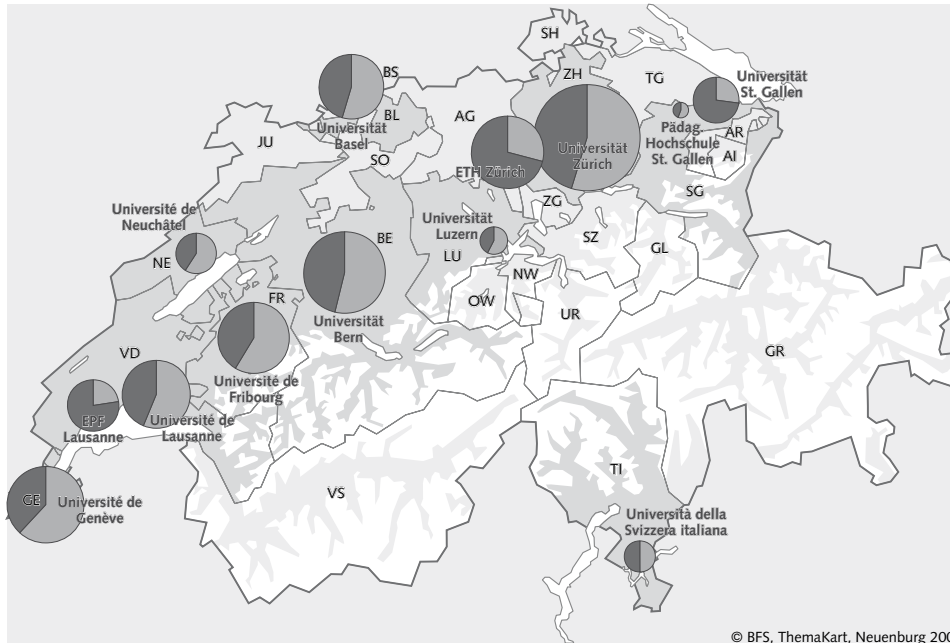 SH
ZH
TG
Universität
St. Gallen
BS
BL
Universität
Basel
AG
Pädag.
Hochschule
St. Gallen
AR
AI
JU
SO
ETH Zürich
Universität
Zürich
SG
ZG
Université de
Neuchâtel
NE
BE
Universität
Luzern
LU
SZ
GL
NW
OW
UR
Universität
Bern
FR
GR
VD
Université de
Fribourg
EPF
Lausanne
Université de
Lausanne
TI
VS
GE
Université de
Genève
Università della
Svizzera italiana
© BFS, ThemaKart, Neuenburg